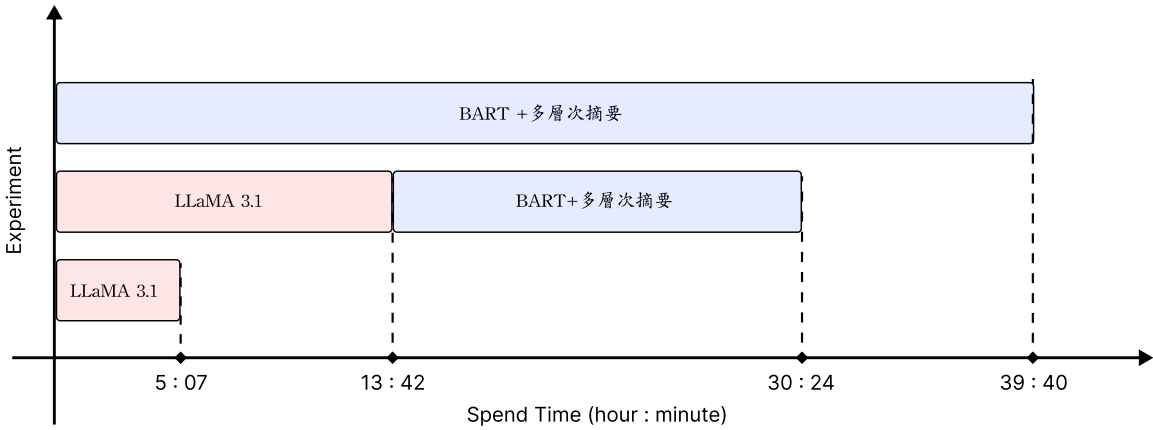 BART +多層次摘要
LLaMA 3.1
BART+多層次摘要
LLaMA 3.1
Experiment
5 : 07
13 : 42
30 : 24
39 : 40
Spend Time (hour : minute)